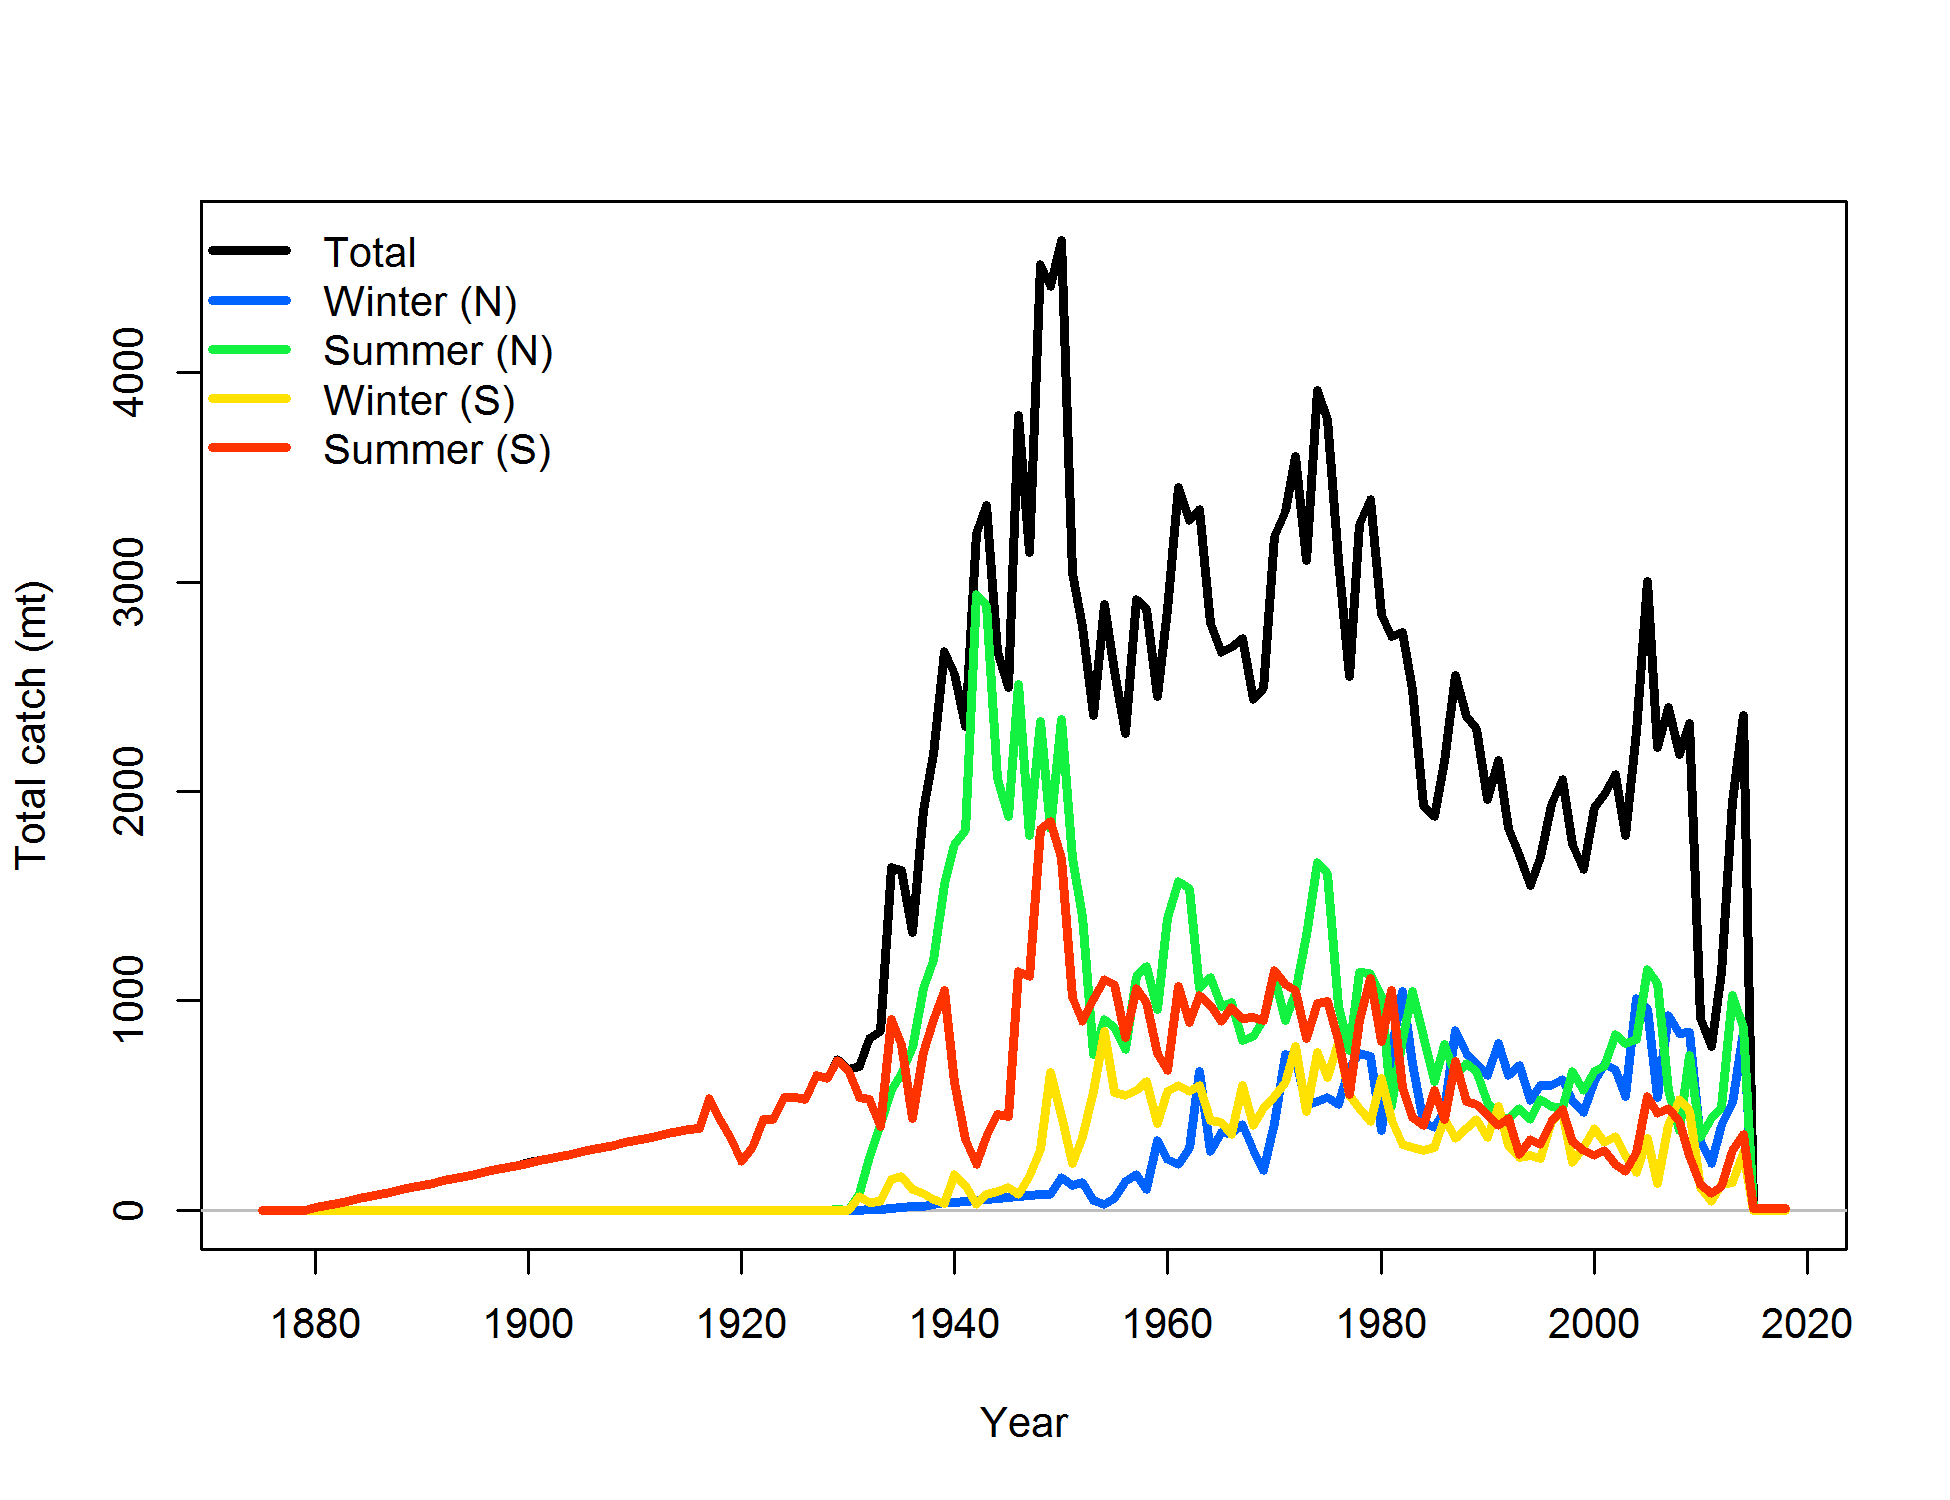 Total
Winter (N)
Summer (N)
Winter (S)
Summer (S)
Total catch (mt)
4000
3000
2000
1000
0
1880 1900 1920 1940 1960 1980 2000 2020
Year